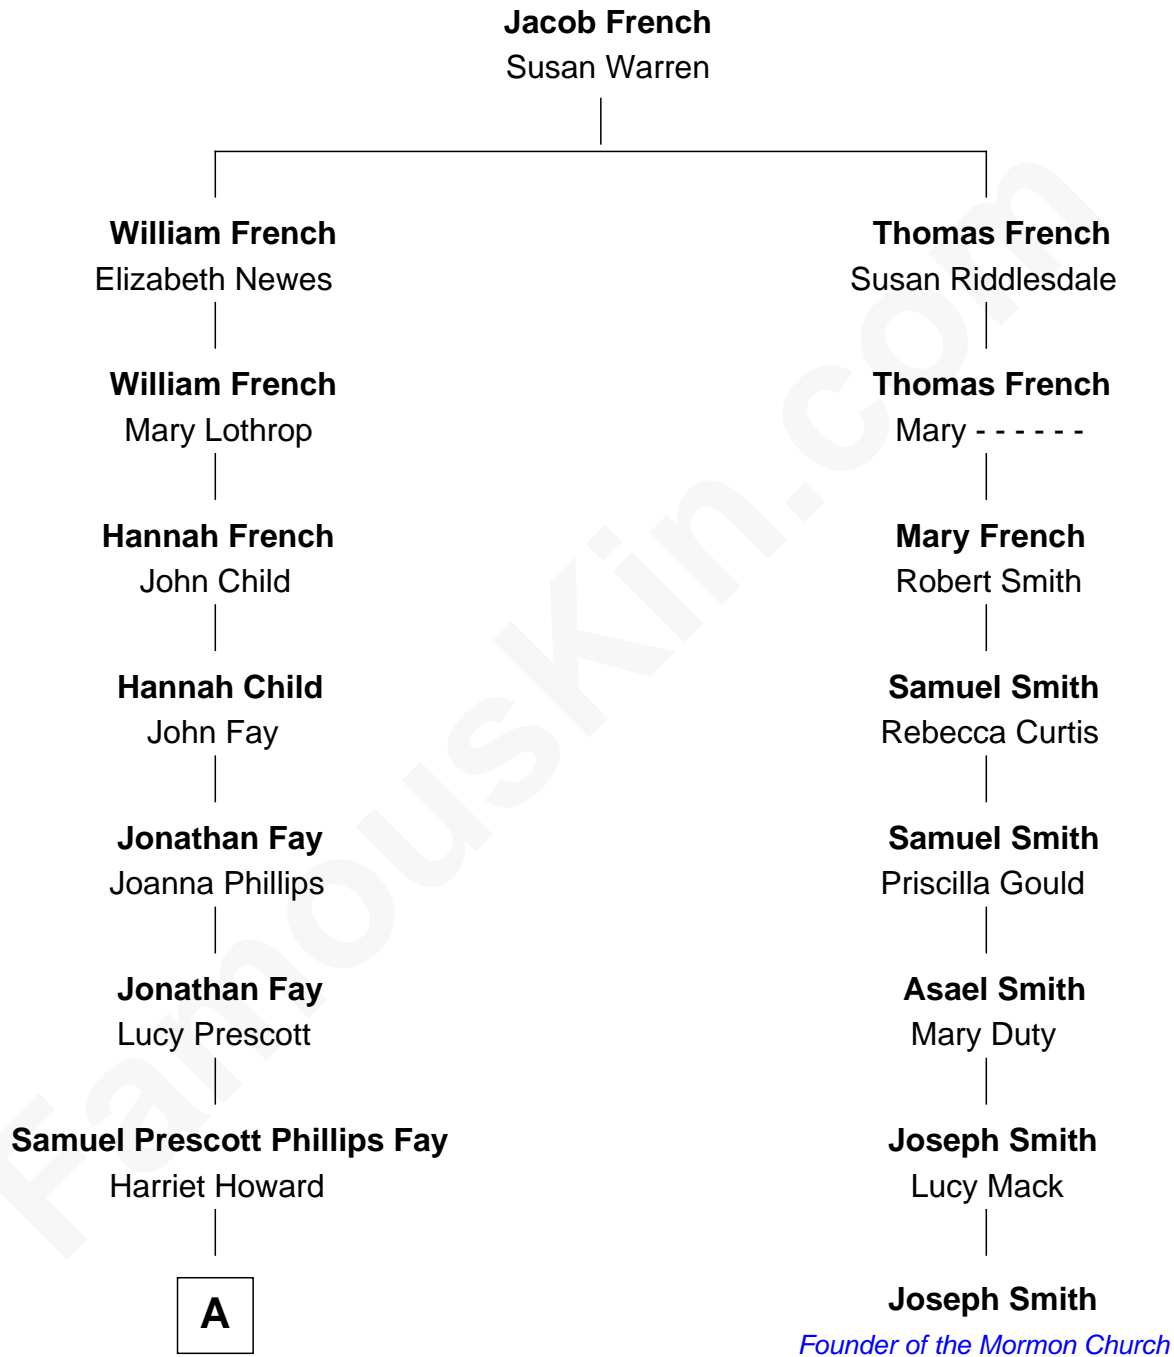 Jacob French
Susan Warren
William French
Elizabeth Newes
William French
Mary Lothrop
Hannah French
John Child
Hannah Child
John Fay
Jonathan Fay
Joanna Phillips
Jonathan Fay
Lucy Prescott
Samuel Prescott Phillips Fay
Harriet Howard
A
Thomas French
Susan Riddlesdale
Thomas French
Mary - - - - - -
Mary French
Robert Smith
Samuel Smith
Rebecca Curtis
Samuel Smith
Priscilla Gould
Asael Smith
Mary Duty
Joseph Smith
Lucy Mack
Joseph Smith
Founder of the Mormon Church
FamousKin.com